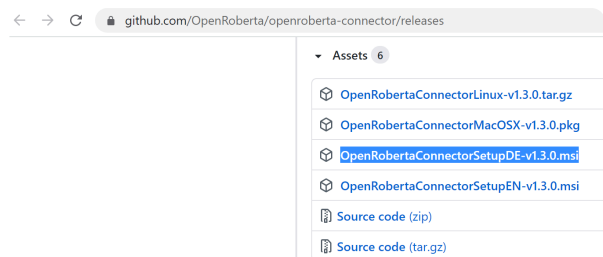 github.com/OpenRoberta/openroberta-connector/releases
Assets 6
OpenRobertaConnectorLinux-v1.3.0.tar.gz
OpenRobertaConnectorMacOSX-v1.3.0.pkg
OpenRobertaConnectorSetupDE-v1.3.0.msi
OpenRobertaConnectorSetupEN-v1.3.0.msi
Source code (zip)
Source code (tar.gz)